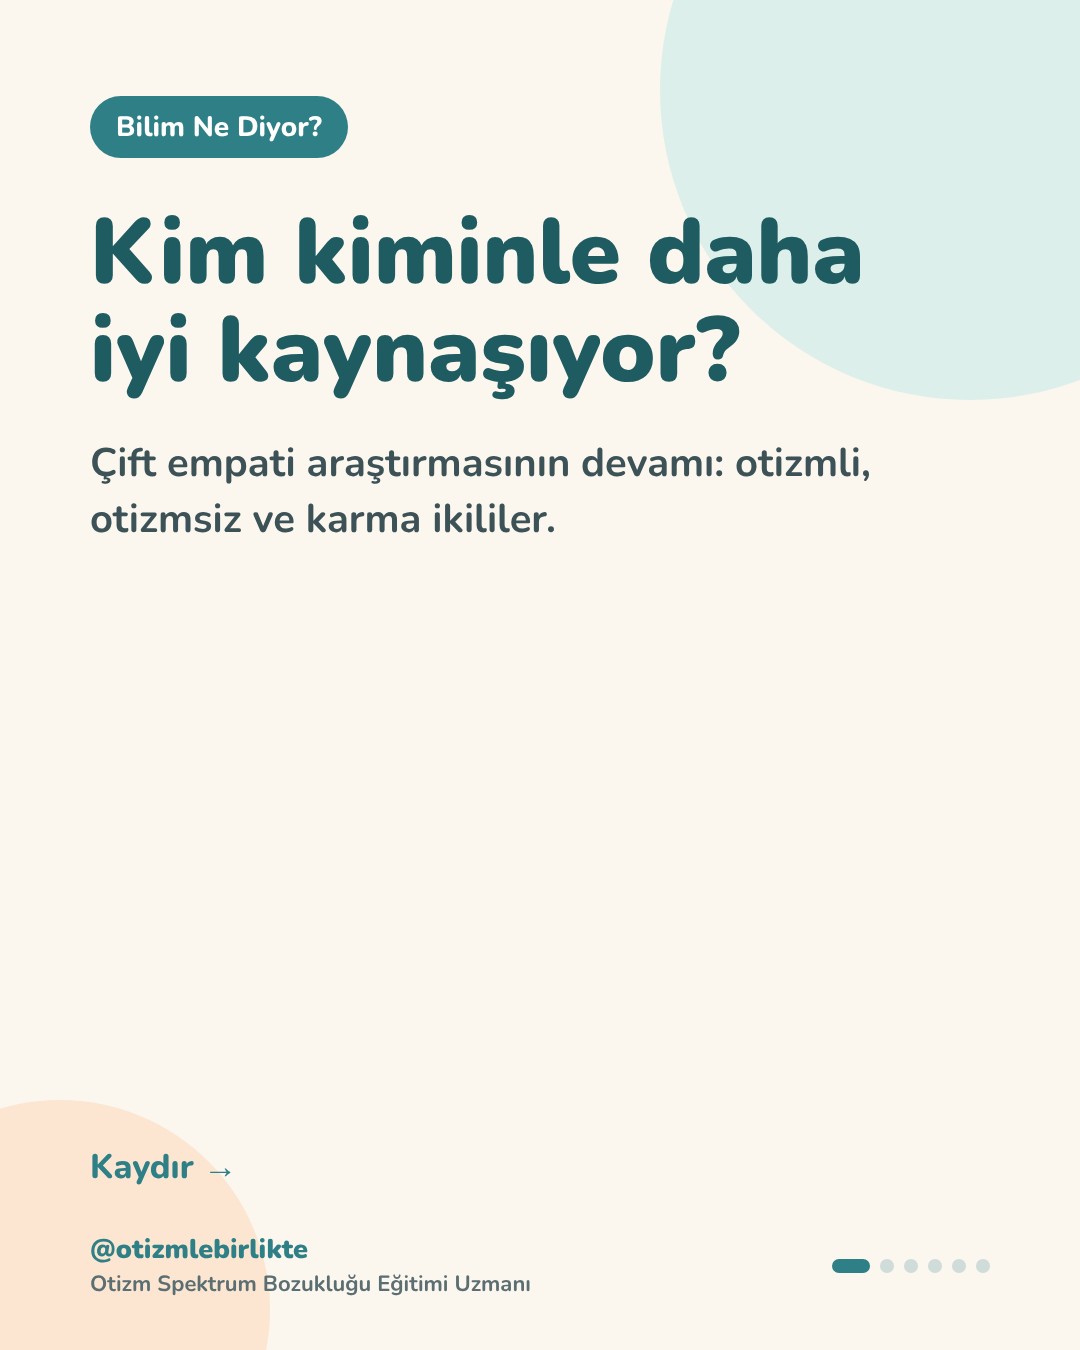 Bilim Ne Diyor?
Kim kiminle daha
iyi kaynaşıyor?
Çift empati araştırmasının devamı: otizmli,
otizmsiz ve karma ikililer.
Kaydır →
@otizmlebirlikte
Otizm Spektrum Bozukluğu Eğitimi Uzmanı